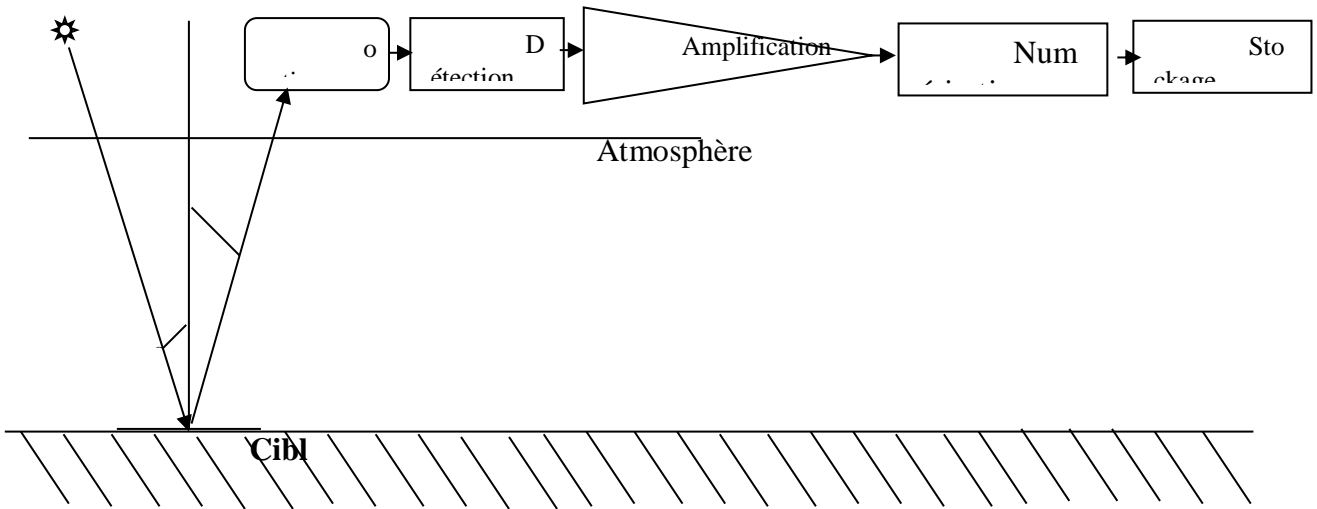 o
D
étection
Amplification
Num
Sto
ckage
Atmosphère
Cibl